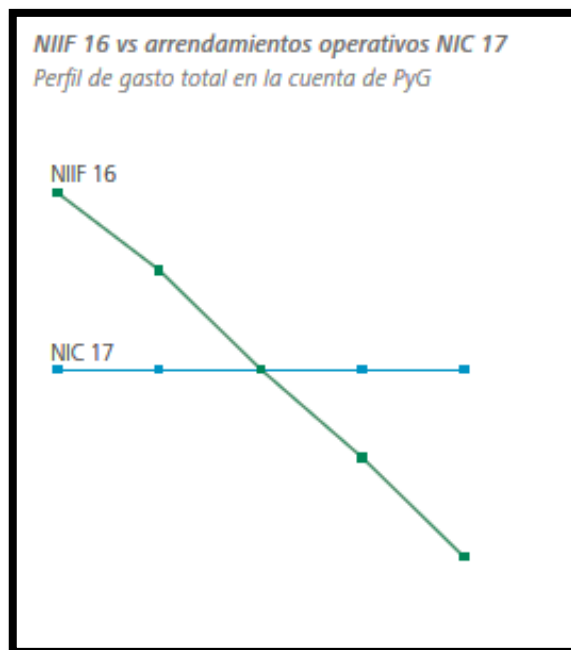 NIIF 16 vs arrendamientos operativos NIC 17
Perfil de gasto total en la cuenta de PyG
NIIF 16
NIC 17